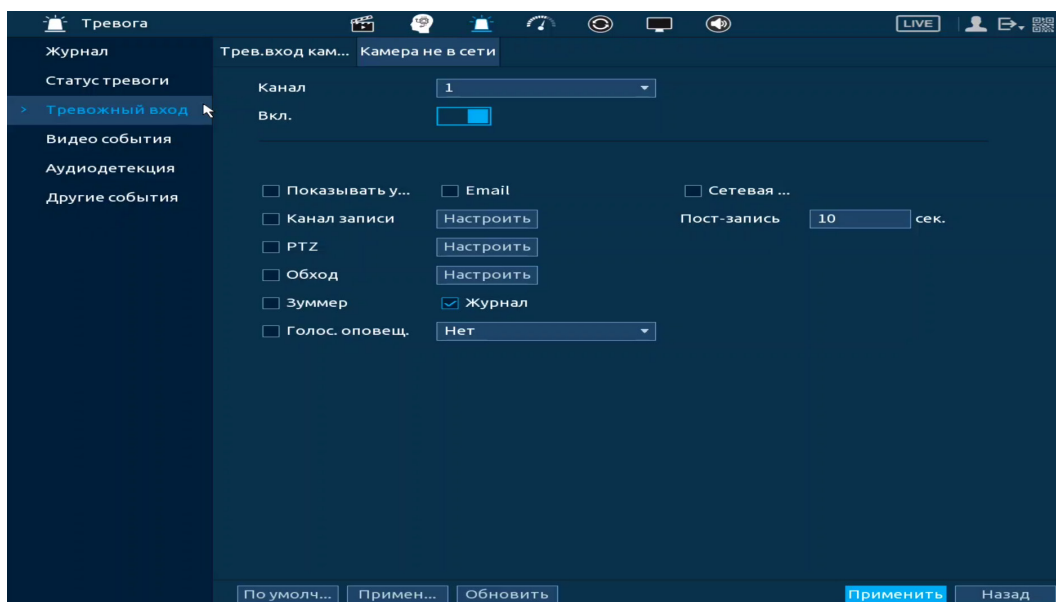 Тревога LIVE
Журнал
Трев.вход кам... Камера не в сети
Статус тревоги
Канал 1
> Тревожный вход
Вкл.
Видео события
Аудиодетекция
Другие события
Показывать у... Email Сетевая ...
Канал записи Настроить Пост-запись 10 сек.
PTZ Настроить
Обход Настроить
Зуммер Журнал
Голос. оповещ. Нет
По умолч... Примен... Обновить Применить Назад